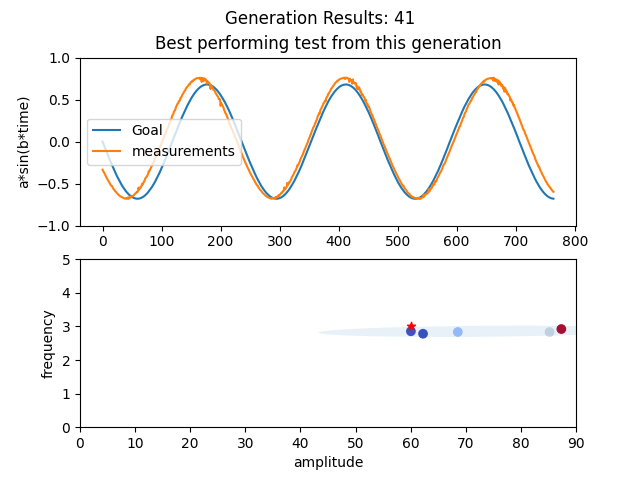 Generation Results: 41
Best performing test from this generation
1.0
0.5
0.0
−0.5
−1.0
a*sin(b*time)
Goal
measurements
0 100 200 300 400 500 600 700 800
5
4
3
2
1
0
frequency
0 10 20 30 40 50 60 70 80 90
amplitude